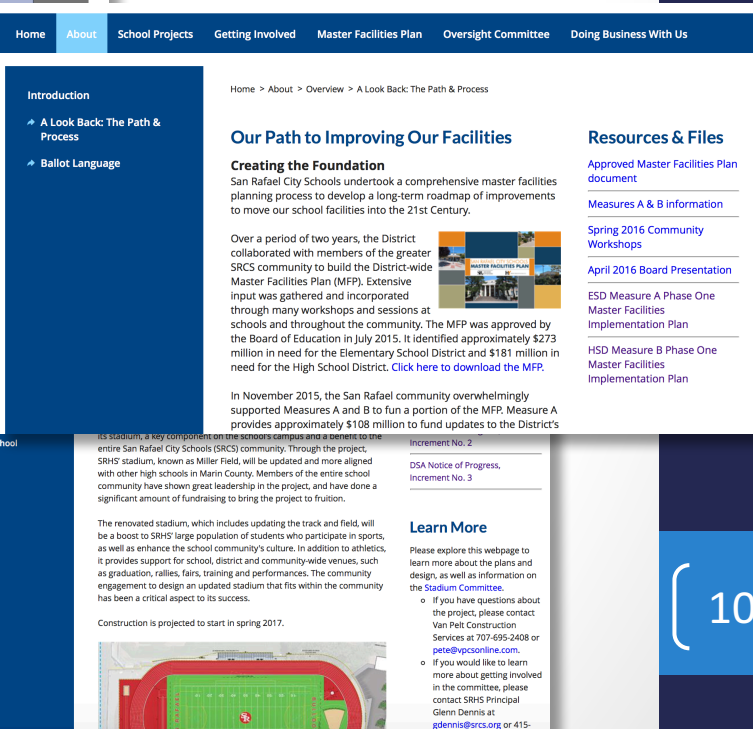 Home About School Projects Getting Involved Master Facilities Plan Oversight Committee Doing Business With Us
Introduction
A Look Back: The Path &
Process
Ballot Language
Home > About > Overview > A Look Back: The Path & Process
Our Path to Improving Our Facilities
Creating the Foundation
San Rafael City Schools undertook a comprehensive master facilities
planning process to develop a long-term roadmap of improvements
to move our school facilities into the 21st Century.
Over a period of two years, the District
collaborated with members of the greater
SRCS community to build the District-wide
Master Facilities Plan (MFP). Extensive
input was gathered and incorporated
through many workshops and sessions at
schools and throughout the community. The MFP was approved by
the Board of Education in July 2015. It identified approximately $273
million in need for the Elementary School District and $181 million in
need for the High School District. Click here to download the MFP.
In November 2015, the San Rafael community overwhelmingly
supported Measures A and B to fun a portion of the MFP. Measure A
provides approximately $108 million to fund updates to the District's
SAN RAFAEL CITY SCHOOLS
MASTER FACILITIES PLAN
Resources & Files
Approved Master Facilities Plan
document
Measures A & B information
Spring 2016 Community
Workshops
April 2016 Board Presentation
ESD Measure A Phase One
Master Facilities
Implementation Plan
HSD Measure B Phase One
Master Facilities
Implementation Plan
hool
its stadium, a key component on the school's campus and a benefit to the
entire San Rafael City Schools (SRCS) community. Through the project,
SRHS' stadium, known as Miller Field, will be updated and more aligned
with other high schools in Marin County. Members of the entire school
community have shown great leadership in the project, and have done a
significant amount of fundraising to bring the project to fruition.
The renovated stadium, which includes updating the track and field, will
be a boost to SRHS' large population of students who participate in sports,
as well as enhance the school community's culture. In addition to athletics,
it provides support for school, district and community-wide venues, such
as graduation, rallies, fairs, training and performances. The community
engagement to design an updated stadium that fits within the community
has been a critical aspect to its success.
Construction is projected to start in spring 2017.
Increment No. 2
DSA Notice of Progress,
Increment No. 3
Learn More
Please explore this webpage to
learn more about the plans and
design, as well as information on
the Stadium Committee.
If you have questions about
the project, please contact
Van Pelt Construction
Services at 707-695-2408 or
pete@vpcsonline.com.
If you would like to learn
more about getting involved
in the committee, please
contact SRHS Principal
Glenn Dennis at
gdennis@srcs.org or 415-
10